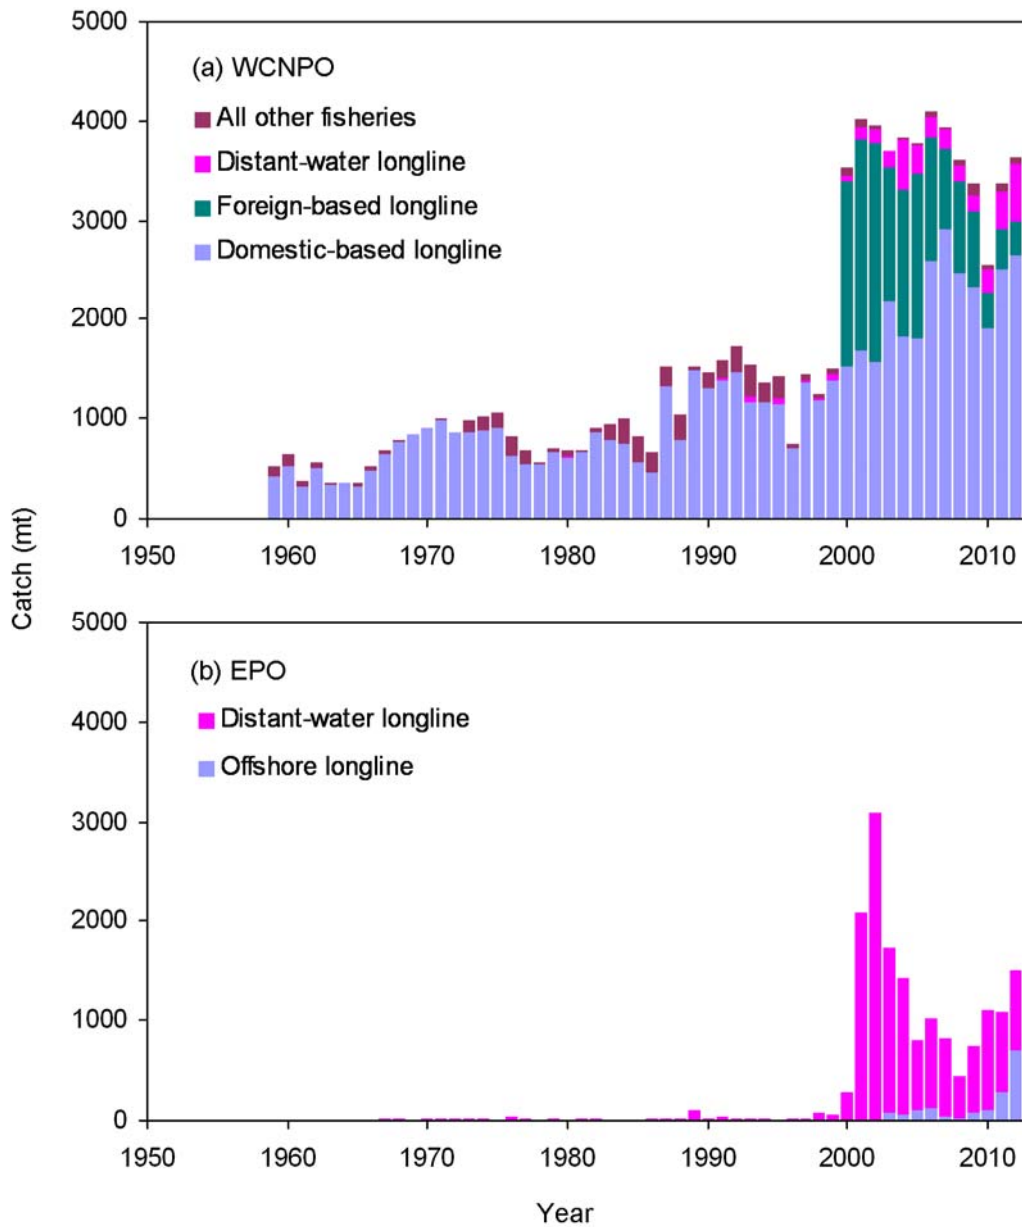 5000
(a) WCNPO
All other fisheries
4000
Distant-water longline
Foreign-based longline
3000
Domestic-based longline
2000
1000
0
1950 1960 1970 1980 1990 2000 2010
Catch (mt)
5000
(b) EPO
Distant-water longline
4000
Offshore longline
3000
2000
1000
0
1950 1960 1970 1980 1990 2000 2010
Year